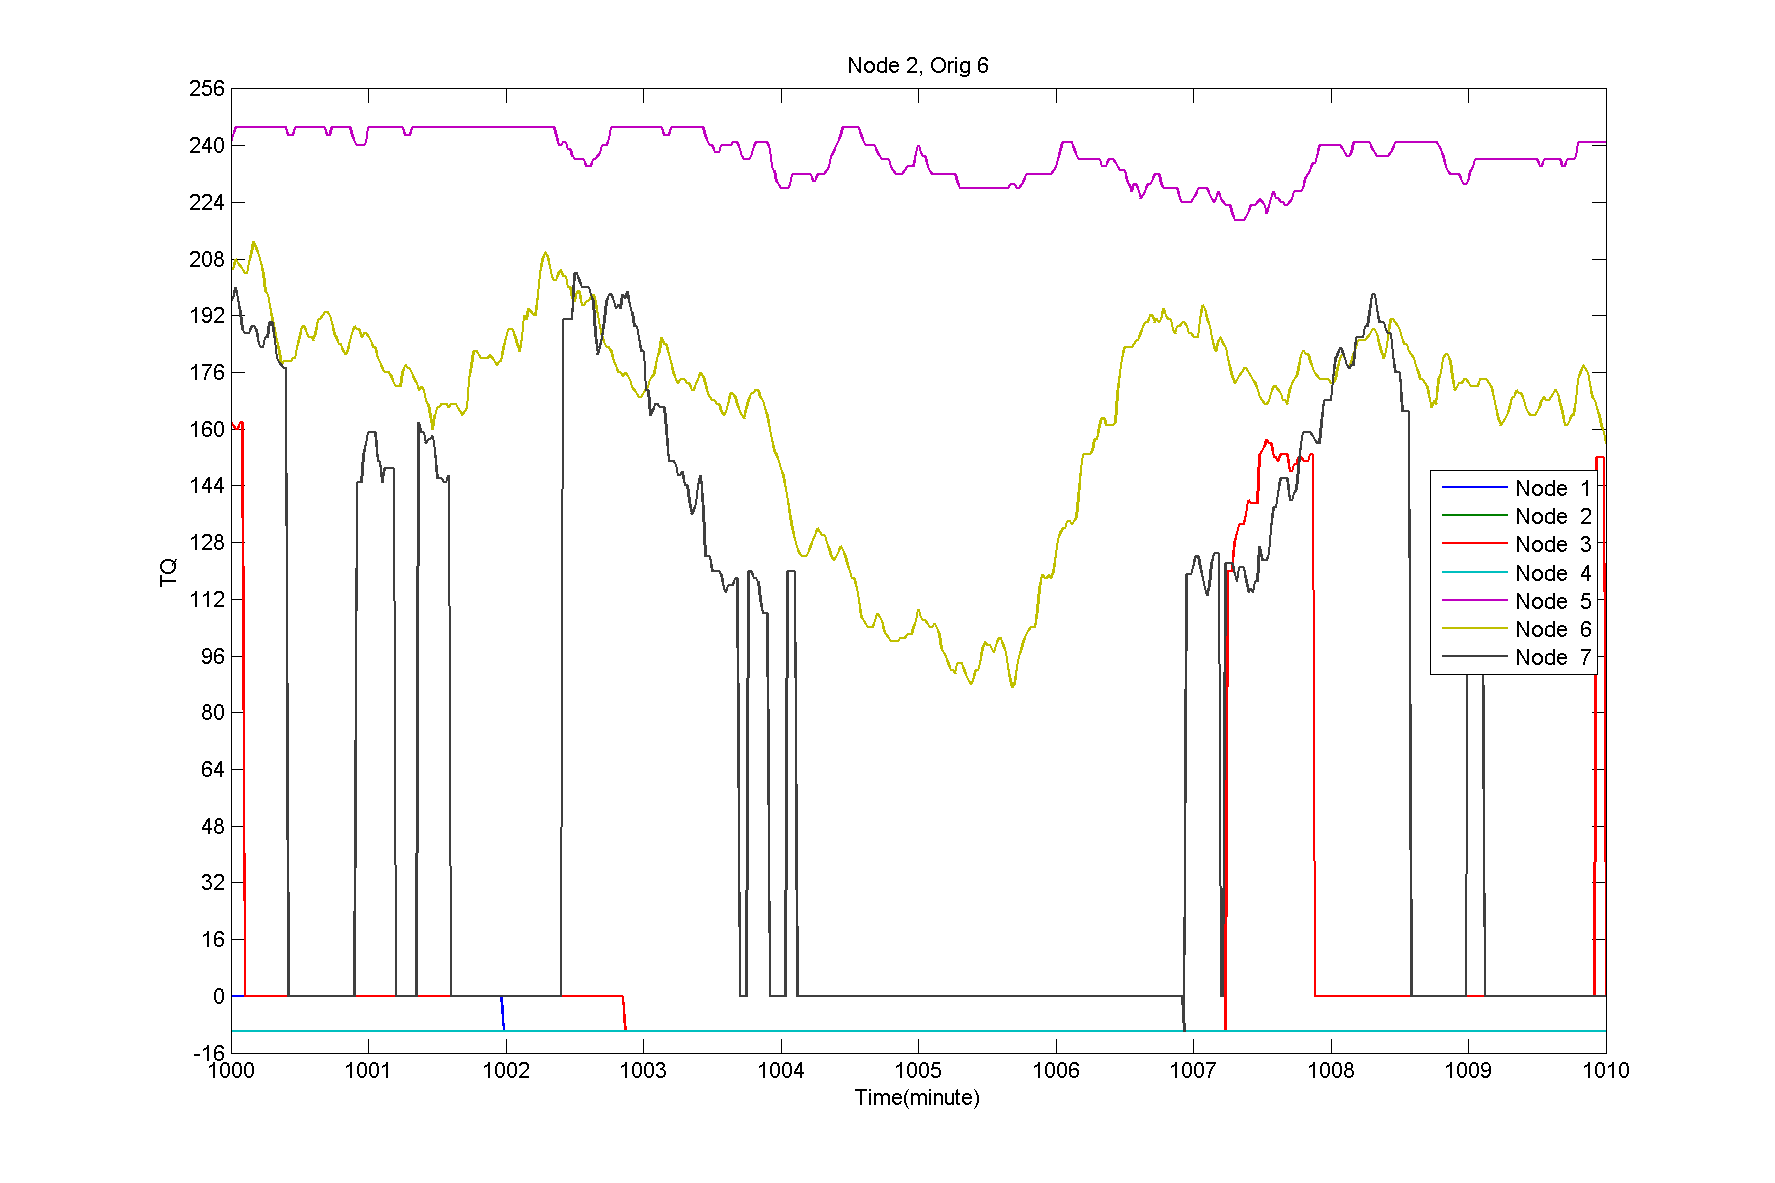 Node 2, Orig 6
256
240
224
208
192
176
160
144
128
112
96
80
64
48
32
16
0
-16
TQ
Node 1
Node 2
Node 3
Node 4
Node 5
Node 6
Node 7
1000 1001 1002 1003 1004 1005 1006 1007 1008 1009 1010
Time(minute)